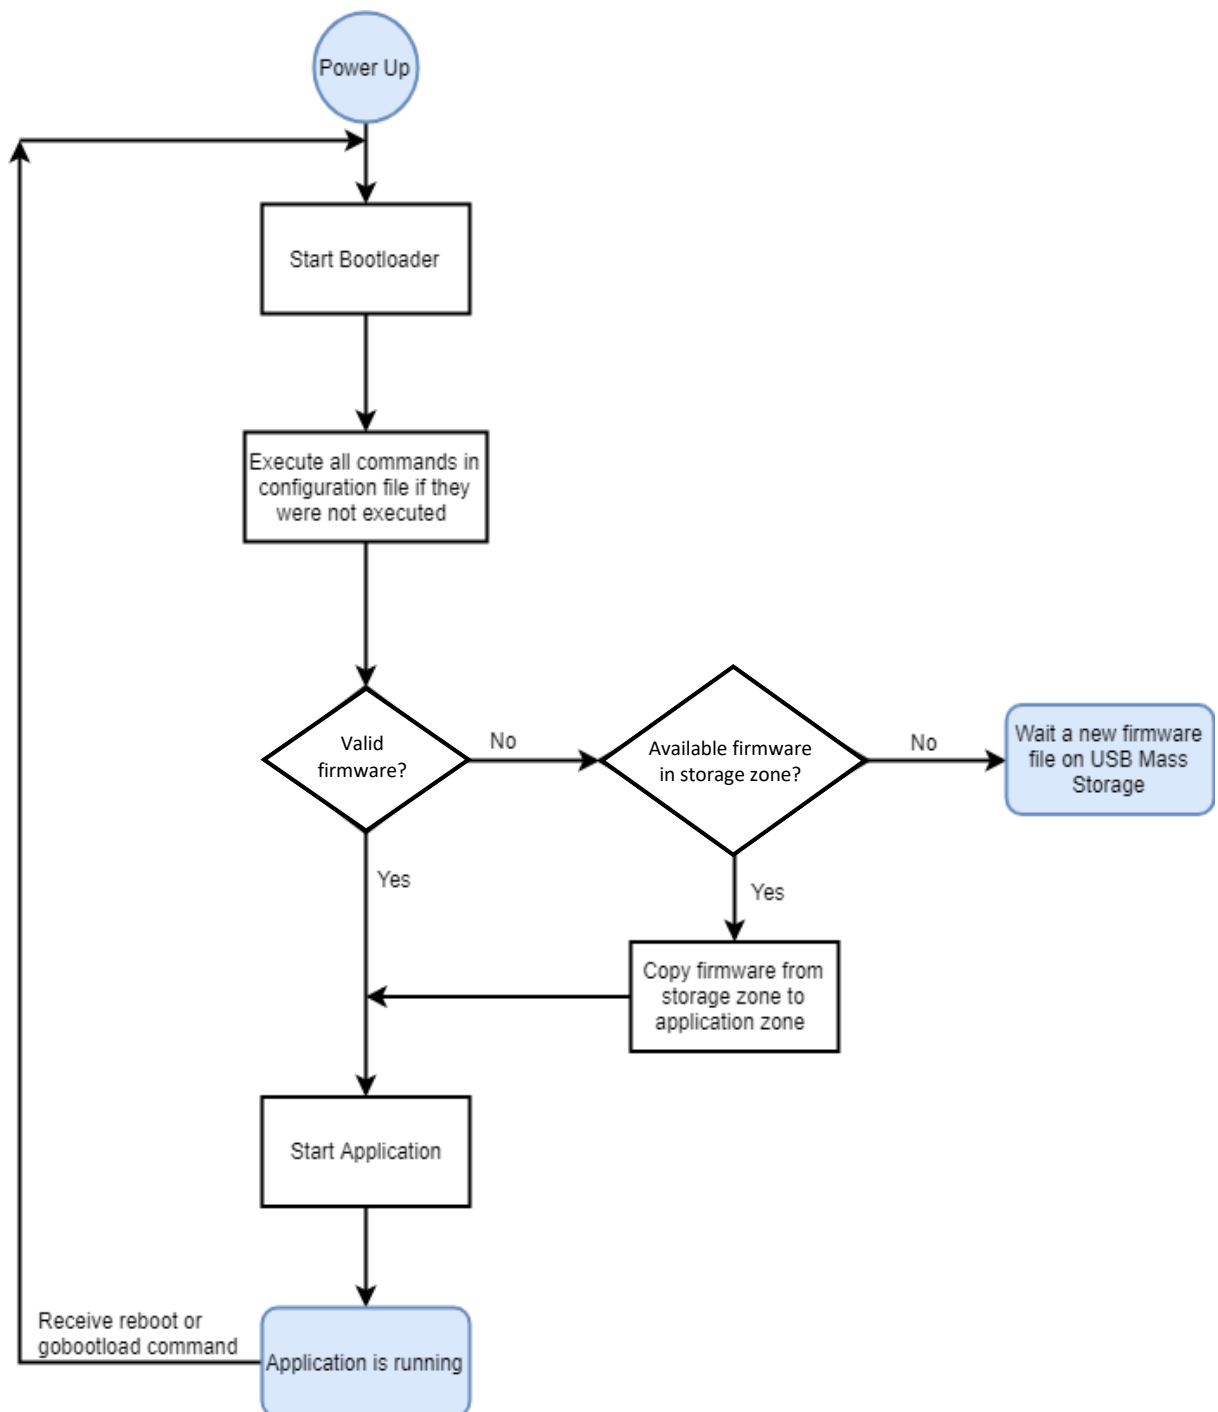 Power Up
Start Bootloader
Execute all commands in
configuration file if they
were not executed
Valid
firmware?
No
Available firmware
in storage zone?
No
Wait a new firmware
file on USB Mass
Storage
Yes
Yes
Copy firmware from
storage zone to
application zone
Start Application
Receive reboot or
gobootload command
Application is running